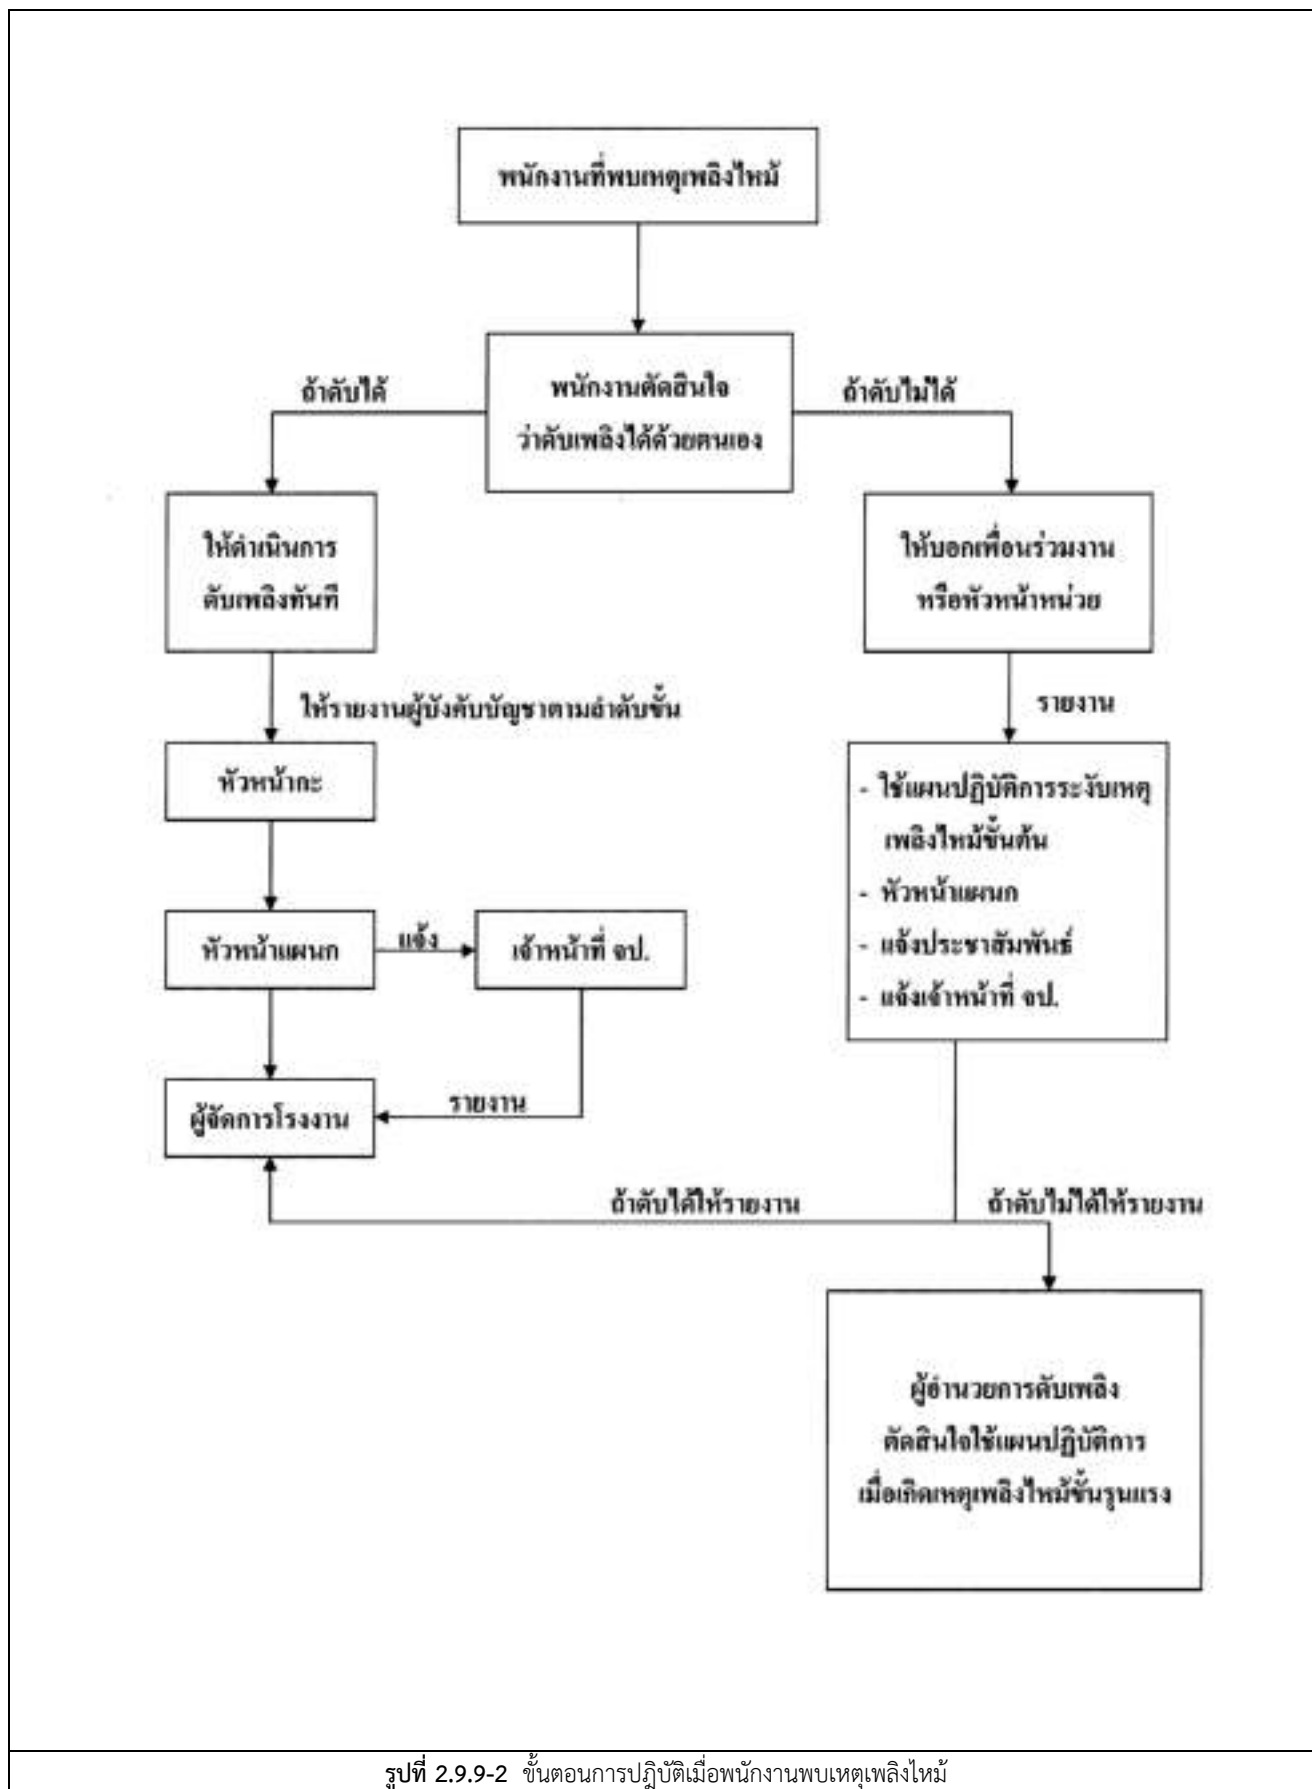 พนักงานที่พบเหตุเพลิงไหม้
พนักงานตัดสินใจ
ว่าดับเพลิงได้ด้วยตนเอง
ถ้าดับได้
ถ้าดับไม่ได้
ให้ดำเนินการ
ดับเพลิงทันที
ให้บอกเพื่อนร่วมงาน
หรือหัวหน้าหน่วย
ให้รายงานผู้บังคับบัญชาตามลำดับชั้น
รายงาน
หัวหน้ากะ
- ใช้แผนปฏิบัติการระงับเหตุ
เพลิงไหม้ขั้นต้น
- หัวหน้าแผนก
- แจ้งประชาสัมพันธ์
- แจ้งเจ้าหน้าที่ จป.
หัวหน้าแผนก
แจ้ง
เจ้าหน้าที่ จป.
ผู้จัดการโรงงาน
รายงาน
ถ้าดับได้ให้รายงาน
ถ้าดับไม่ได้ให้รายงาน
ผู้อำนวยการดับเพลิง
ตัดสินใจใช้แผนปฏิบัติการ
เมื่อเกิดเหตุเพลิงไหม้ขั้นรุนแรง
รูปที่ 2.9.9-2 ขั้นตอนการปฎิบัติเมื่อพนักงานพบเหตุเพลิงไหม้